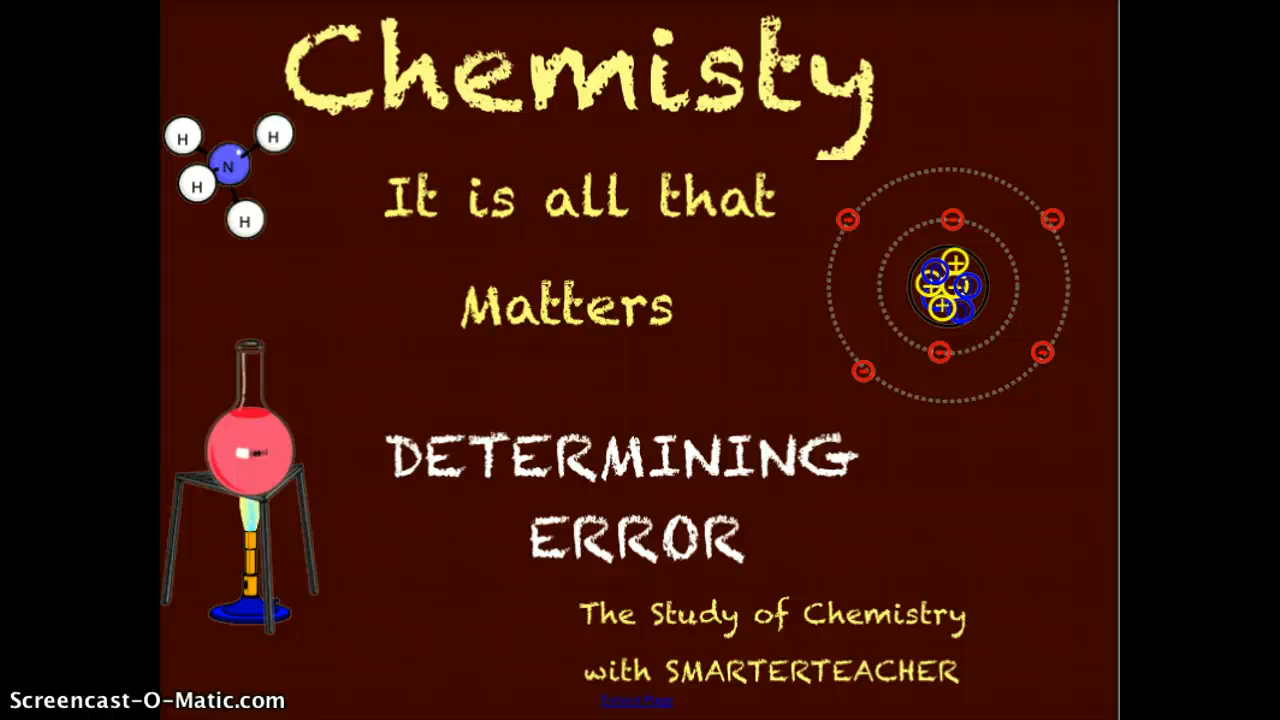 Chemisty
H
H
N
H
H
It is all that
Matters
DETERMINING
ERROR
The Study of Chemistry
with SMARTERTEACHER
Screencast-O-Matic.com